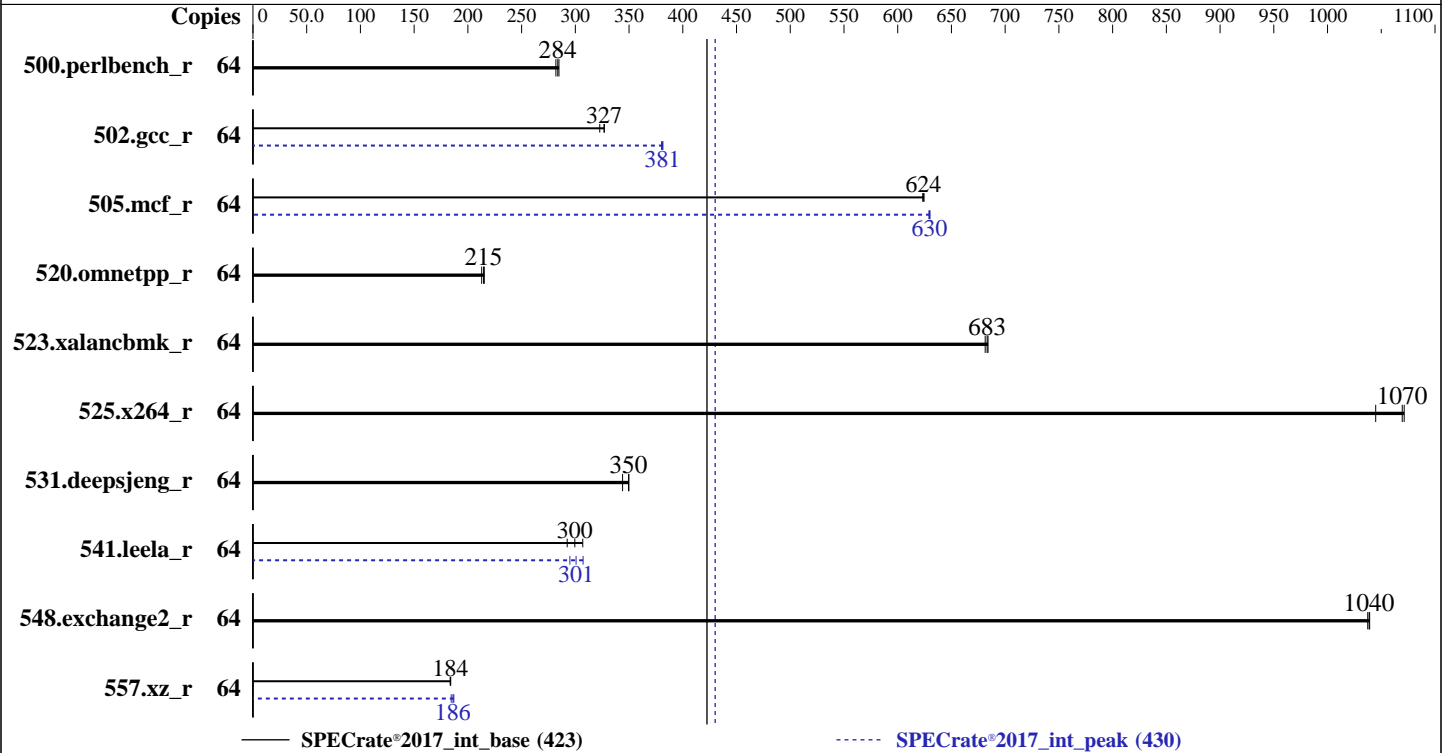 Copies 0 50.0 100 150 200 250 300 350 400 450 500 550 600 650 700 750 800 850 900 950 1000 1100
284
500.perlbench_r 64
327
502.gcc_r 64
381
624
505.mcf_r 64
630
215
520.omnetpp_r 64
683
523.xalancbmk_r 64
1070
525.x264_r 64
350
531.deepsjeng_r 64
300
541.leela_r 64
301
1040
548.exchange2_r 64
184
557.xz_r 64
186
SPECrate®2017_int_base (423) SPECrate®2017_int_peak (430)